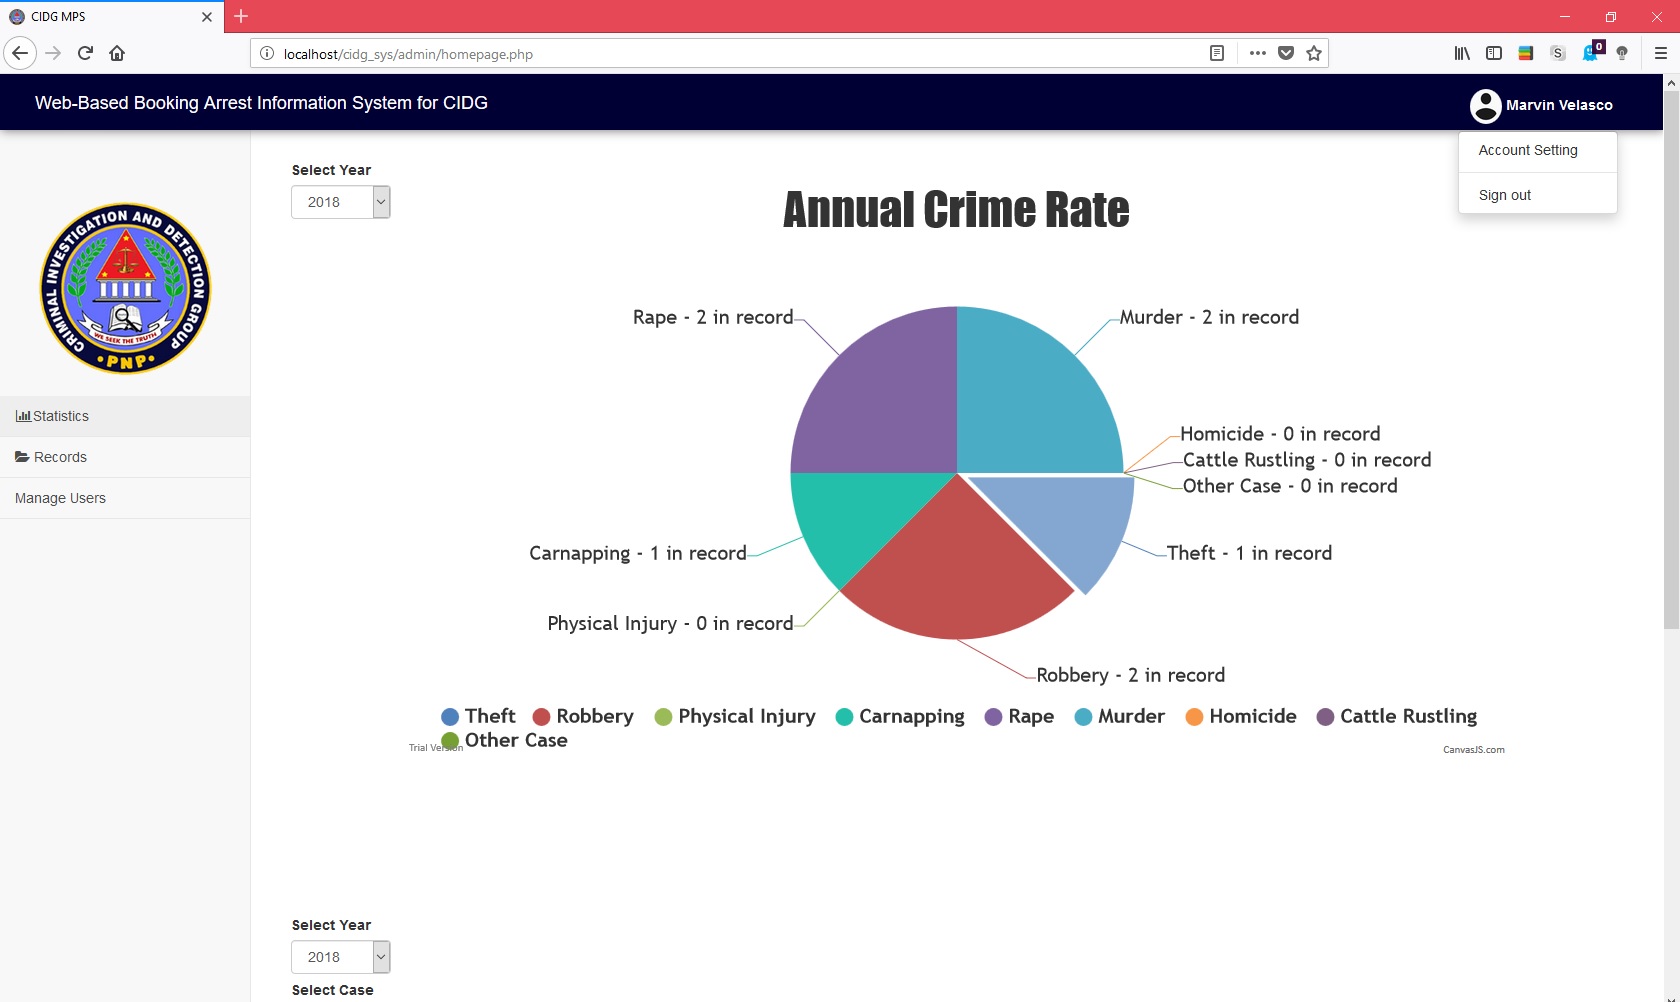 CIDG MPS
localhost/cidg_sys/admin/homepage.php
S
0
Web-Based Booking Arrest Information System for CIDG
Marvin Velasco
Account Setting
Sign out
CRIMINAL INVESTIGATION AND DETECTION GROUP
WE SEEK THE TRUTH
PNP
Statistics
Records
Manage Users
Select Year
2018
Annual Crime Rate
Rape - 2 in record
Murder - 2 in record
Homicide - 0 in record
Cattle Rustling - 0 in record
Other Case - 0 in record
Carnapping - 1 in record
Theft - 1 in record
Physical Injury - 0 in record
Robbery - 2 in record
Theft Robbery Physical Injury Carnapping Rape Murder Homicide Cattle Rustling
Other Case
Trial Version
CanvasJS.com
Select Year
2018
Select Case